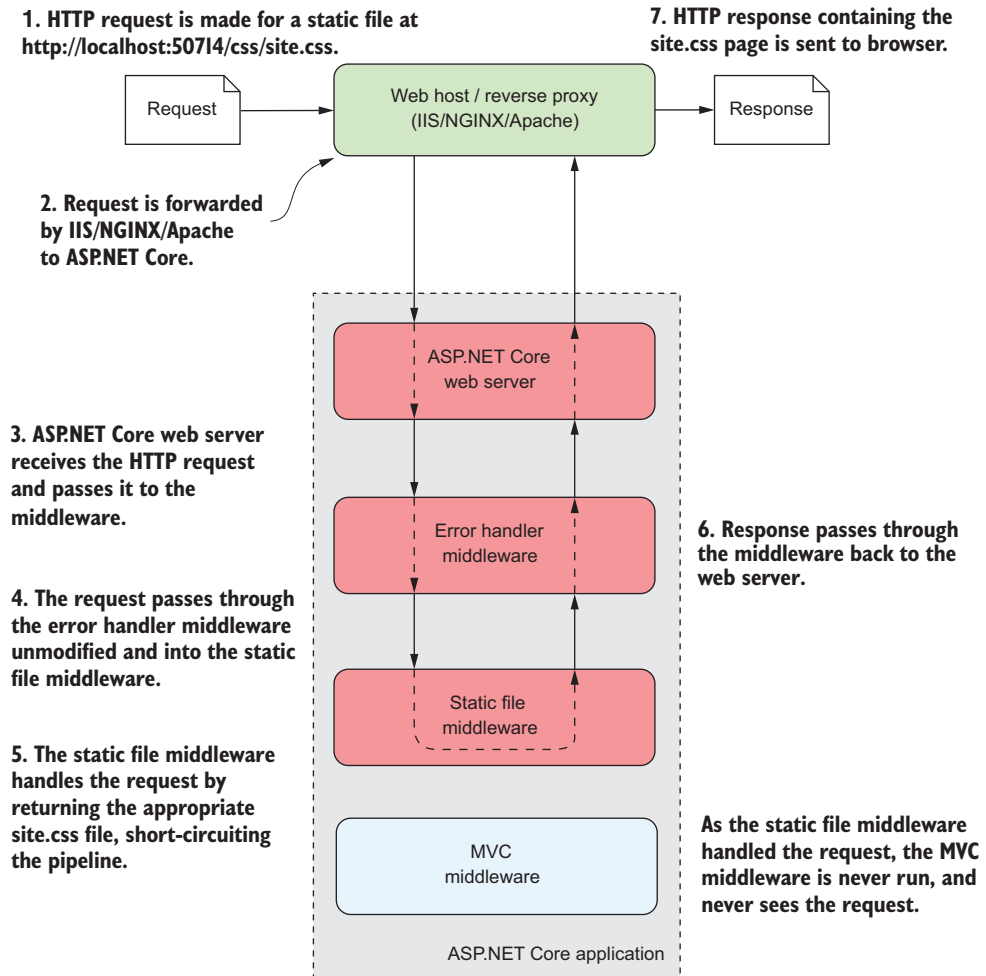 1. HTTP request is made for a static file at
http://localhost:50714/css/site.css.
7. HTTP response containing the
site.css page is sent to browser.
Request
Web host / reverse proxy
(IIS/NGINX/Apache)
Response
2. Request is forwarded
by IIS/NGINX/Apache
to ASP.NET Core.
ASP.NET Core
web server
3. ASP.NET Core web server
receives the HTTP request
and passes it to the
middleware.
Error handler
middleware
6. Response passes through
the middleware back to the
web server.
4. The request passes through
the error handler middleware
unmodified and into the static
file middleware.
Static file
middleware
5. The static file middleware
handles the request by
returning the appropriate
site.css file, short-circuiting
the pipeline.
MVC
middleware
As the static file middleware
handled the request, the MVC
middleware is never run, and
never sees the request.
ASP.NET Core application